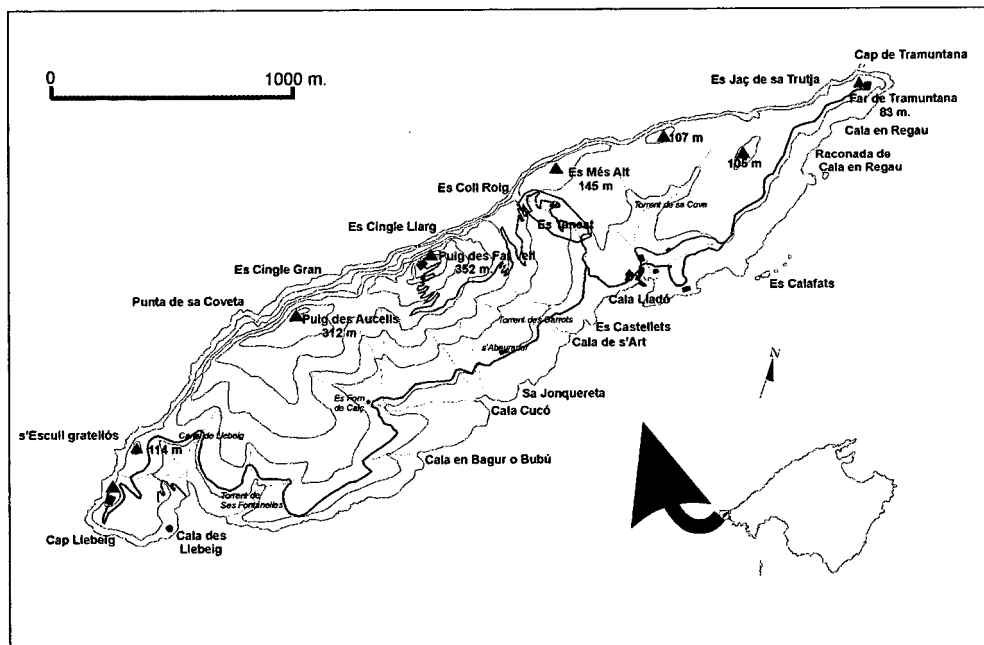 0 1000 m.
Cap de Tramuntana
Es Jaç de sa Trutja
Far de Tramuntana
83 m.
Cala en Regau
107 m
105 m
Raconada de
Cala en Regau
Es Més Alt
145 m
Es Coll Roig
Torrent de sa Cova
Es Tancat
Es Cingle Llarg
Puig des Far Vell
352 m.
Es Cingle Gran
Es Calafats
Cala Lladó
Punta de sa Coveta
Puig des Aucells
312 m
Torrent des Garrots
Es Castellets
Cala de s'Art
s'Abeurador
N
Sa Jonquereta
Es Forn
de Calç
Cala Cucó
s'Escull gratellós
114 m
de Llebeig
Cala en Bagur o Bubú
Torrent de
Ses Fontanelles
Cap Llebeig
Cala des
Llebeig